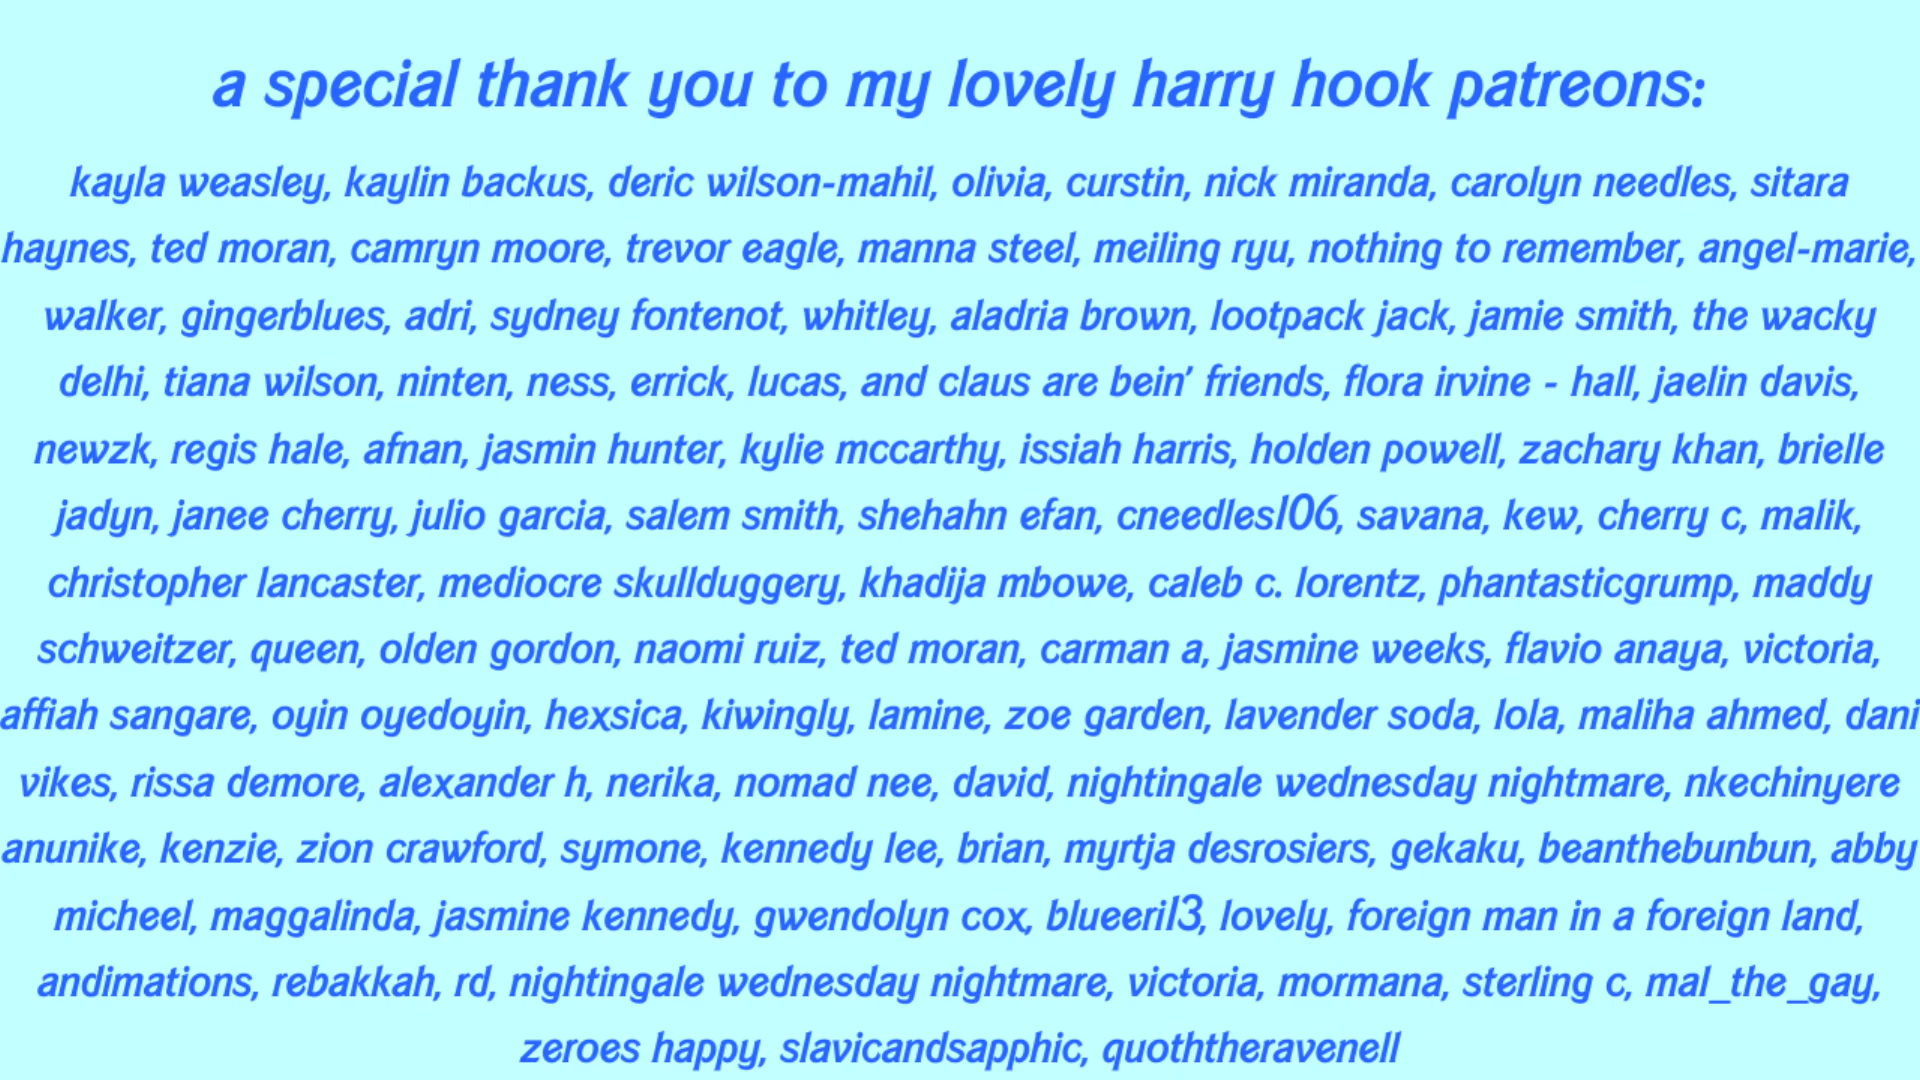 a special thank you to my lovely harry hook patreons:
kayla weasley, kaylin backus, deric wilson-mahil, olivia, curstin, nick miranda, carolyn needles, sitara
haynes, ted moran, camryn moore, trevor eagle, manna steel, meiling ryu, nothing to remember, angel-marie,
walker, gingerblues, adri, sydney fontenot, whitley, aladria brown, lootpack jack, jamie smith, the wacky
delhi, tiana wilson, ninten, ness, errick, lucas, and claus are bein' friends, flora irvine - hall, jaelin davis,
newzk, regis hale, afnan, jasmin hunter, kylie mccarthy, issiah harris, holden powell, zachary khan, brielle
jadyn, janee cherry, julio garcia, salem smith, shehahn efan, cneedles106, savana, kew, cherry c, malik,
christopher lancaster, mediocre skullduggery, khadija mbowe, caleb c. lorentz, phantasticgrump, maddy
schweitzer, queen, olden gordon, naomi ruiz, ted moran, carman a, jasmine weeks, flavio anaya, victoria,
affiah sangare, oyin oyedoyin, hexsica, kiwingly, lamine, zoe garden, lavender soda, lola, maliha ahmed, dani
vikes, rissa demore, alexander h, nerika, nomad nee, david, nightingale wednesday nightmare, nkechinyere
anunike, kenzie, zion crawford, symone, kennedy lee, brian, myrtja desrosiers, gekaku, beanthebunbun, abby
micheel, maggalinda, jasmine kennedy, gwendolyn cox, blueeri13, lovely, foreign man in a foreign land,
andimations, rebakkah, rd, nightingale wednesday nightmare, victoria, mormana, sterling c, mal_the_gay,
zeroes happy, slavicandsapphic, quoththeravenell